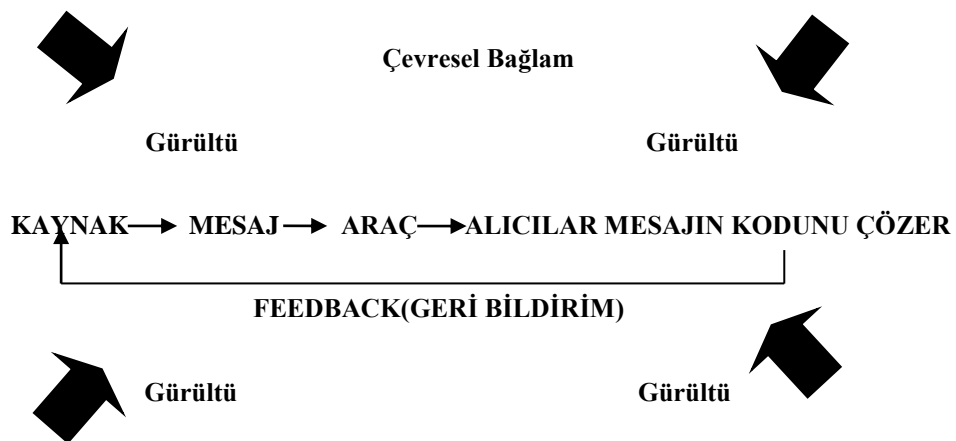 Çevresel Bağlam
Gürültü Gürültü
KAYNAK MESAJ ARAÇ ALICILAR MESAJIN KODUNU ÇÖZER
FEEDBACK(GERİ BİLDİRİM)
Gürültü Gürültü